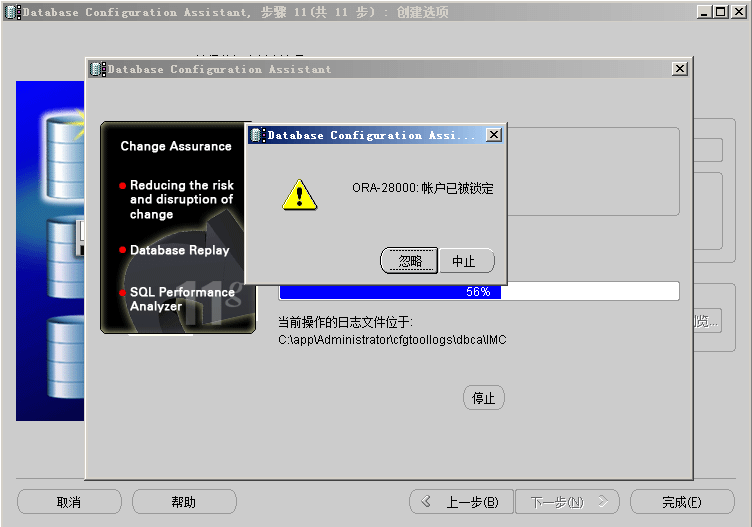 Database Configuration Assistant, 步骤 11(共 11 步) : 创建选项
Database Configuration Assistant
Change Assurance
Reducing the risk
and disruption of
change
Database Replay
SQL Performance
Analyzer
11g
Database Configuration Assi...
ORA-28000: 帐户已被锁定
忽略
中止
56%
当前操作的日志文件位于:
C:\app\Administrator\cfgtoollogs\dbca\IMC
停止
览...
取消
帮助
上一步(B)
下一步(N)
完成(F)